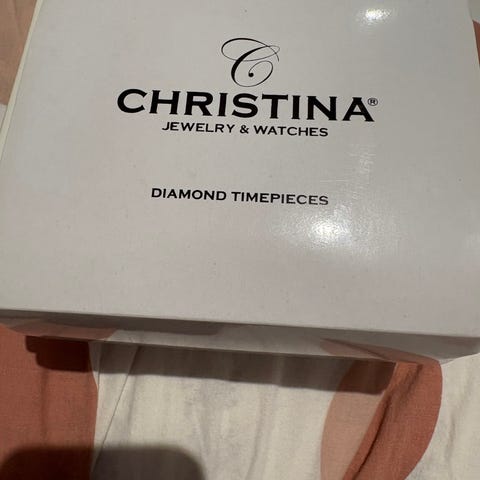 CHRISTINA®
JEWELRY & WATCHES
DIAMOND TIMEPIECES